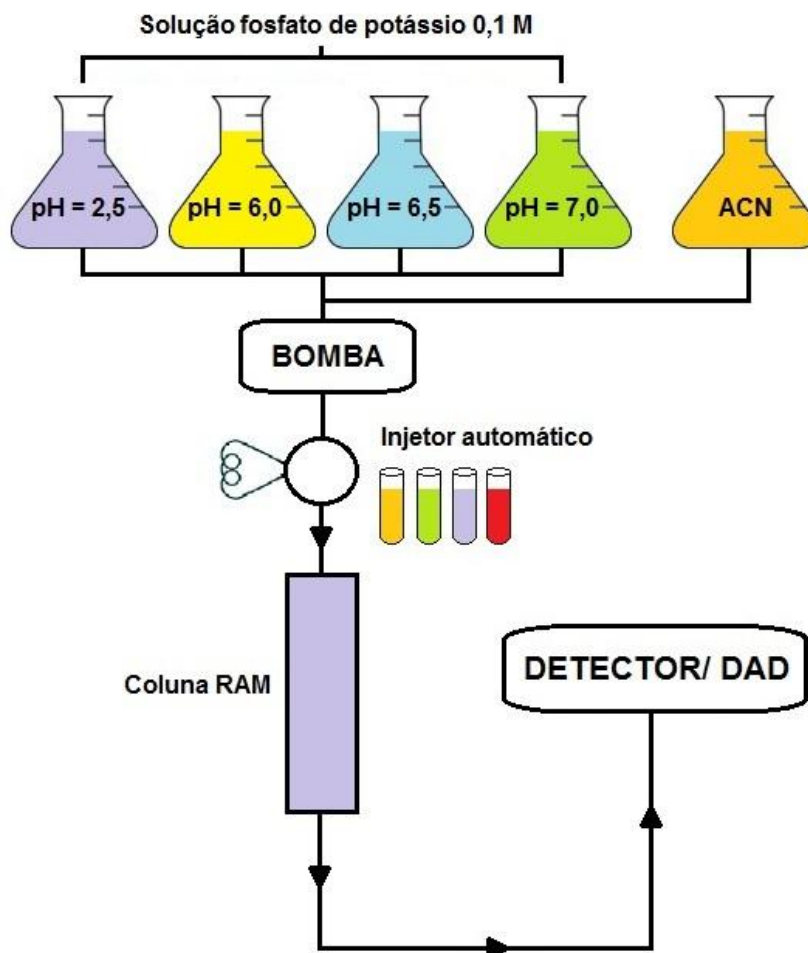 Solução fosfato de potássio 0,1 M
pH = 2,5
pH = 6,0
pH = 6,5
pH = 7,0
ACN
BOMBA
Injetor automático
Coluna RAM
DETECTOR/ DAD